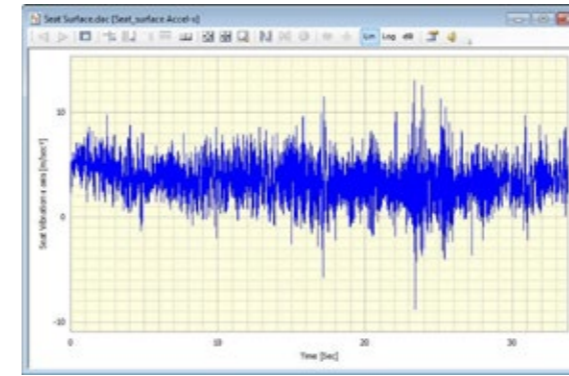 Seat Surface.dac [Seat_surface Accel-x]
Lin Log dB
10
0
-10
Seat Vibration x axis [m/sec²]
0 10 20 30
Time [Sec]